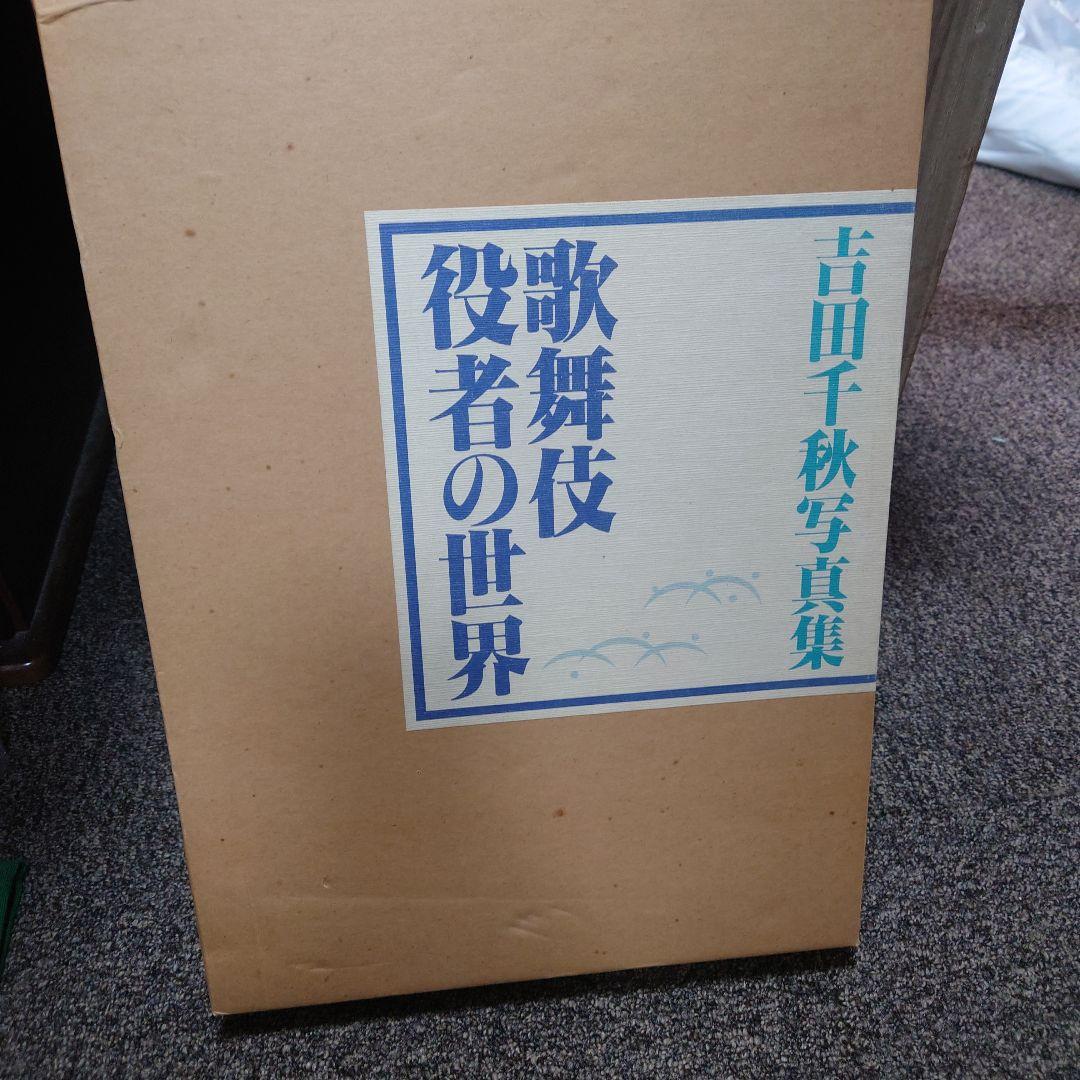 吉田千秋写真集
歌舞伎
役者の世界